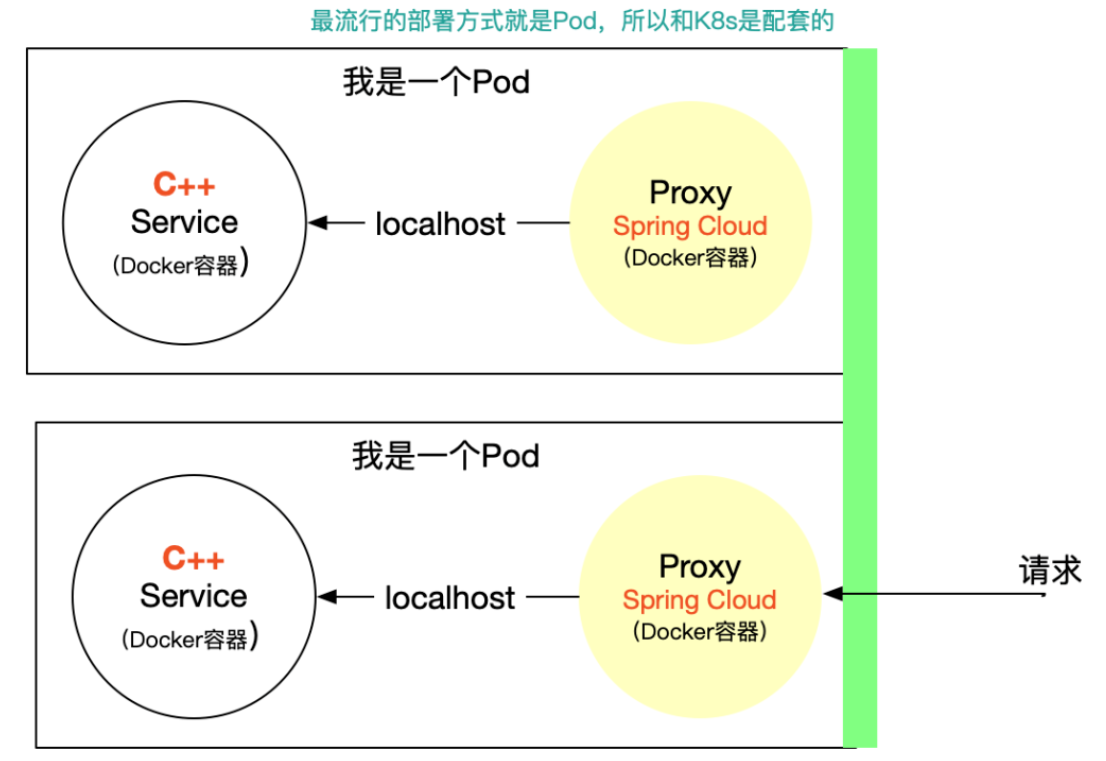 最流行的部署方式就是Pod，所以和K8s是配套的
我是一个Pod
C++
Service
（Docker容器）
localhost
Proxy
Spring Cloud
（Docker容器）
我是一个Pod
C++
Service
（Docker容器）
localhost
Proxy
Spring Cloud
（Docker容器）
请求